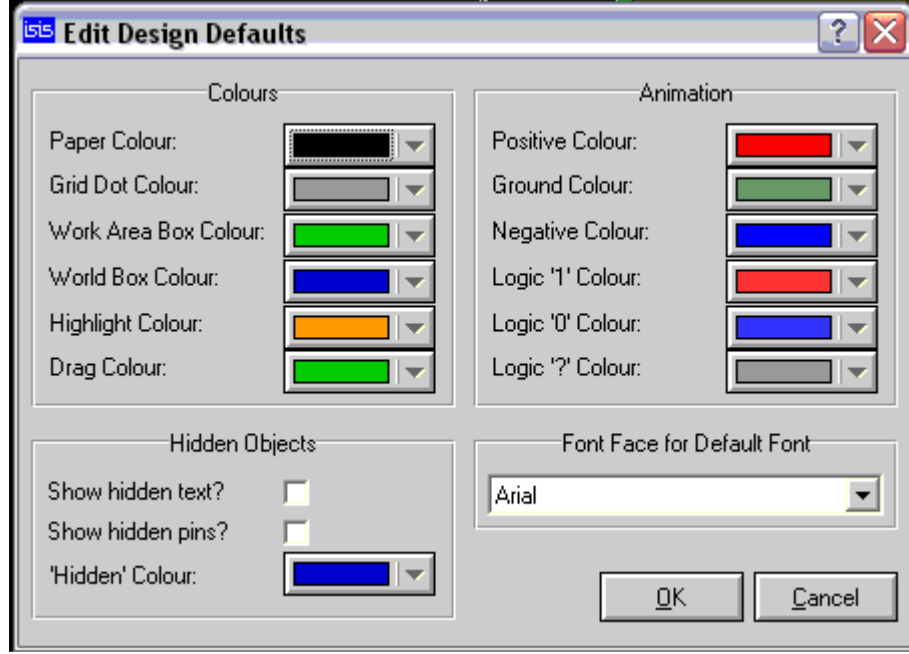 isis Edit Design Defaults ?
Colours
Paper Colour:
Grid Dot Colour:
Work Area Box Colour:
World Box Colour:
Highlight Colour:
Drag Colour:
Animation
Positive Colour:
Ground Colour:
Negative Colour:
Logic '1' Colour:
Logic '0' Colour:
Logic '?' Colour:
Hidden Objects
Show hidden text?
Show hidden pins?
'Hidden' Colour:
Font Face for Default Font
Arial
OK
Cancel